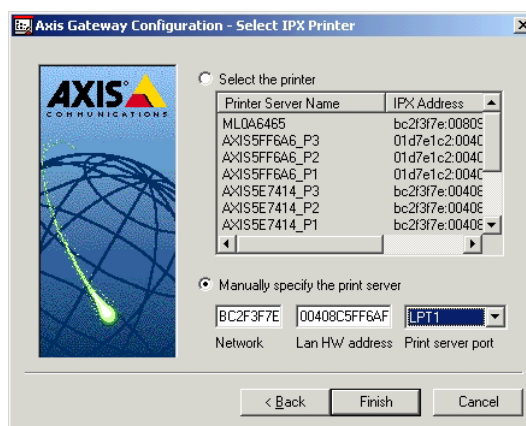 Axis Gateway Configuration - Select IPX Printer
AXIS
COMMUNICATIONS
Select the printer
Printer Server Name IPX Address
ML0A6465 bc2f3f7e:00809
AXIS5FF6A6_P3 01d7e1c2:0040
AXIS5FF6A6_P2 01d7e1c2:0040
AXIS5FF6A6_P1 01d7e1c2:0040
AXIS5E7414_P3 bc2f3f7e:00408
AXIS5E7414_P2 bc2f3f7e:00408
AXIS5E7414_P1 bc2f3f7e:00408
Manually specify the print server
BC2F3F7E 00408C5FF6AF LPT1
Network Lan HW address Print server port
< Back Finish Cancel